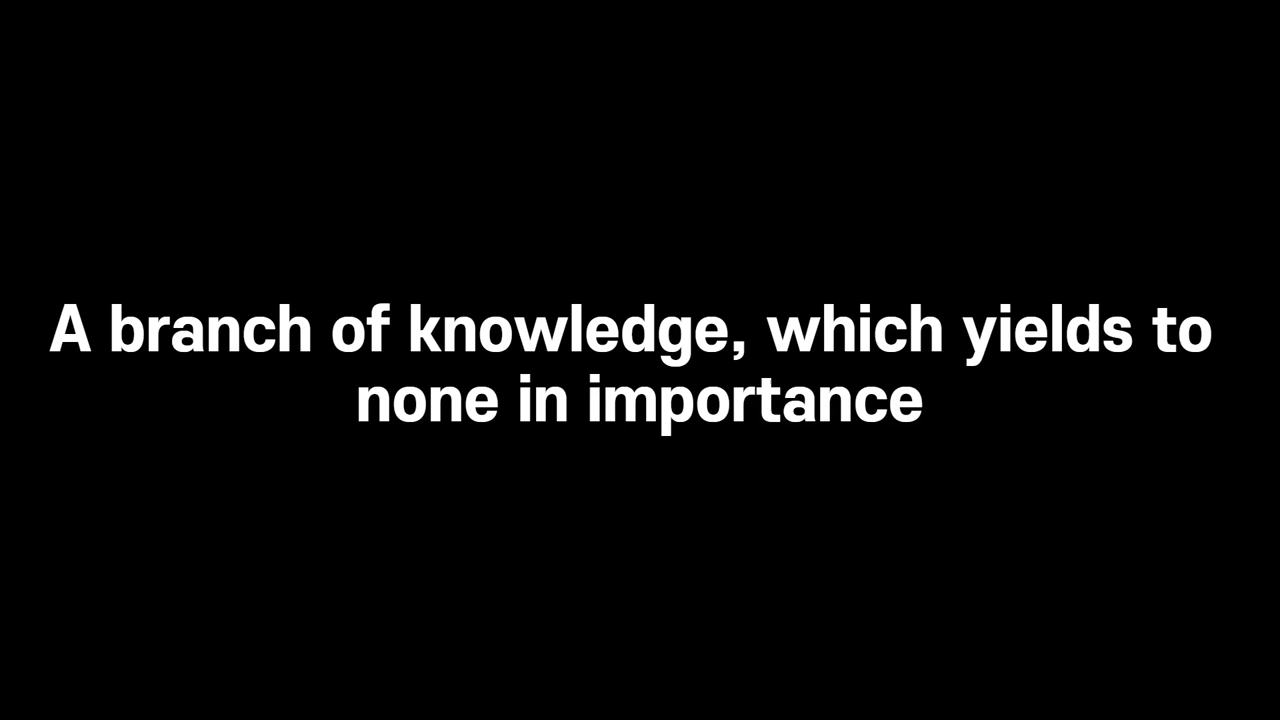 A branch of knowledge, which yields to
none in importance